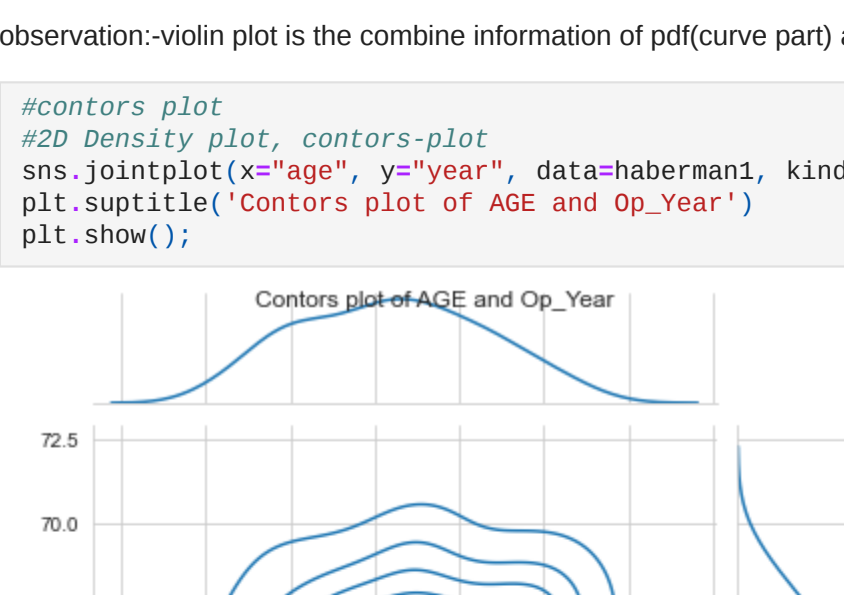 observation:-violin plot is the combine information of pdf(curve part)
#contors plot
#2D Density plot, contors-plot
sns.jointplot(x="age", y="year", data=haberman1, kind
plt.suptitle('Contors plot of AGE and Op_Year')
plt.show();
Contors plot of AGE and Op_Year
72.5
70.0